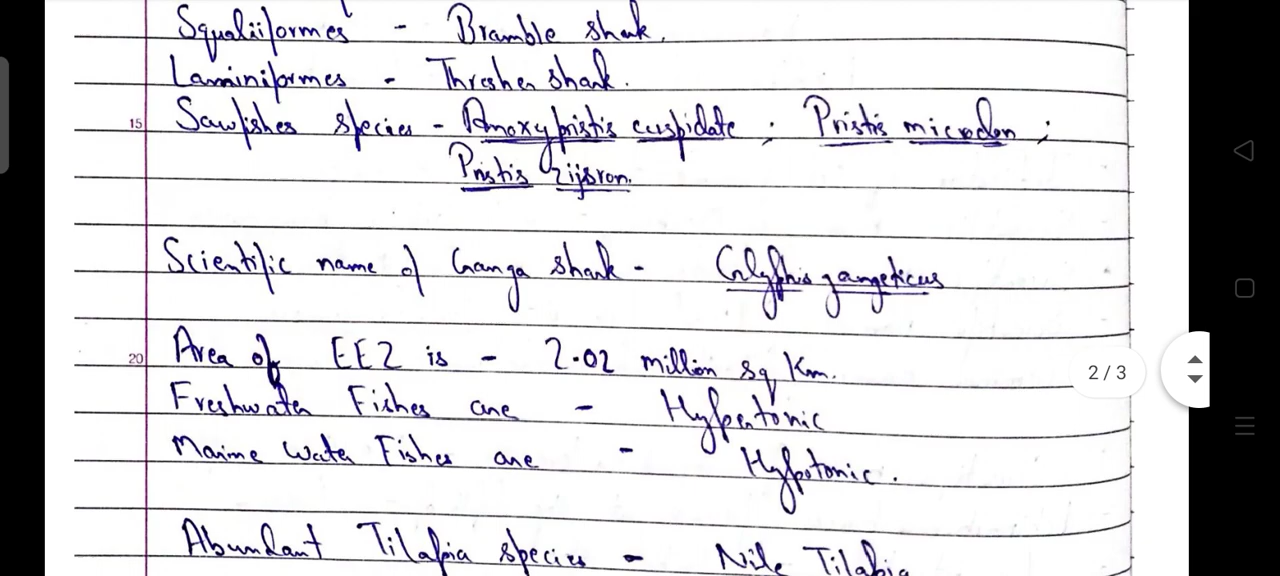 Squaliiformes - Bramble shark.
Laminiformes - Thresher shark.
15 Sawfishes species - Anoxypristis cuspidate ; Pristis microdon ;
Pristis zijsron.
Scientific name of Ganga shark - Glyphis gangeticus
20 Area of EEZ is - 2.02 million sq Km.
2/3
Freshwater Fishes are - Hypertonic
Marine Water Fishes are - Hypotonic.
Abundant Tilapia species - Nile Tilapia